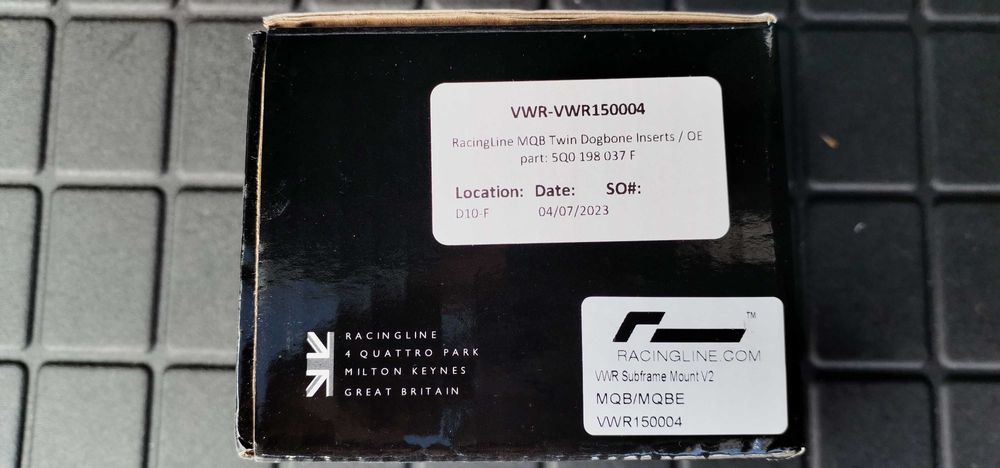 VWR-VWR150004
RacingLine MQB Twin Dogbone Inserts / OE
part: 5Q0 198 037 F
Location: Date: SO#:
D10-F 04/07/2023
RACINGLINE
4 QUATTRO PARK
MILTON KEYNES
GREAT BRITAIN
TM
RACINGLINE.COM
VWR Subframe Mount V2
MQB/MQBE
VWR150004